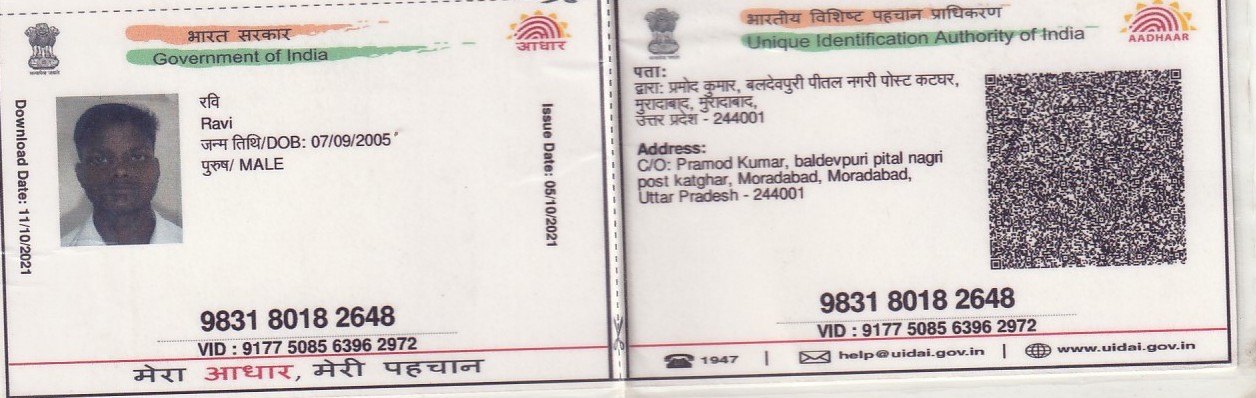 भारत सरकार
Government of India
आधार
Download Date: 11/10/2021
रवि
Ravi
जन्म तिथि/DOB: 07/09/2005
पुरुष/ MALE
Issue Date: 05/10/2021
9831 8018 2648
VID : 9177 5085 6396 2972
मेरा आधार, मेरी पहचान
भारतीय विशिष्ट पहचान प्राधिकरण
Unique Identification Authority of India
AADHAAR
पता:
द्वारा: प्रमोद कुमार, बलदेवपुरी पीतल नगरी पोस्ट कटघर,
मुरादाबाद, मुरादाबाद,
उत्तर प्रदेश - 244001
Address:
C/O: Pramod Kumar, baldevpuri pital nagri
post katghar, Moradabad, Moradabad,
Uttar Pradesh - 244001
9831 8018 2648
VID : 9177 5085 6396 2972
1947 | help@uidai.gov.in | www.uidai.gov.in